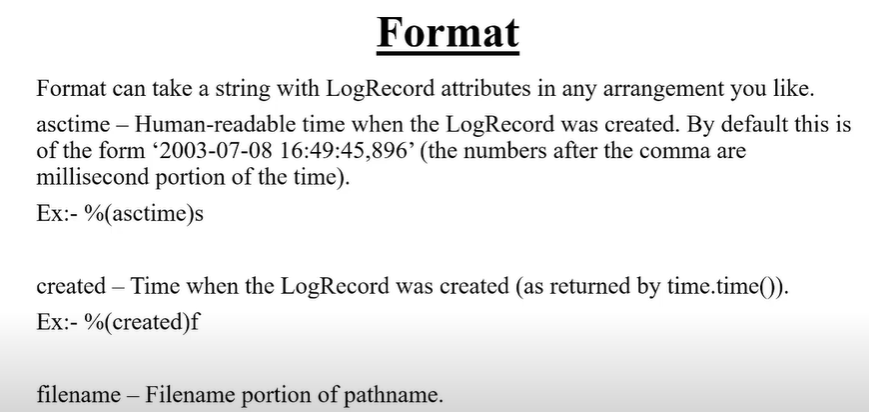 Format
Format can take a string with LogRecord attributes in any arrangement you like.
asctime – Human-readable time when the LogRecord was created. By default this is
of the form ‘2003-07-08 16:49:45,896’ (the numbers after the comma are
millisecond portion of the time).
Ex:- %(asctime)s
created – Time when the LogRecord was created (as returned by time.time()).
Ex:- %(created)f
filename – Filename portion of pathname.